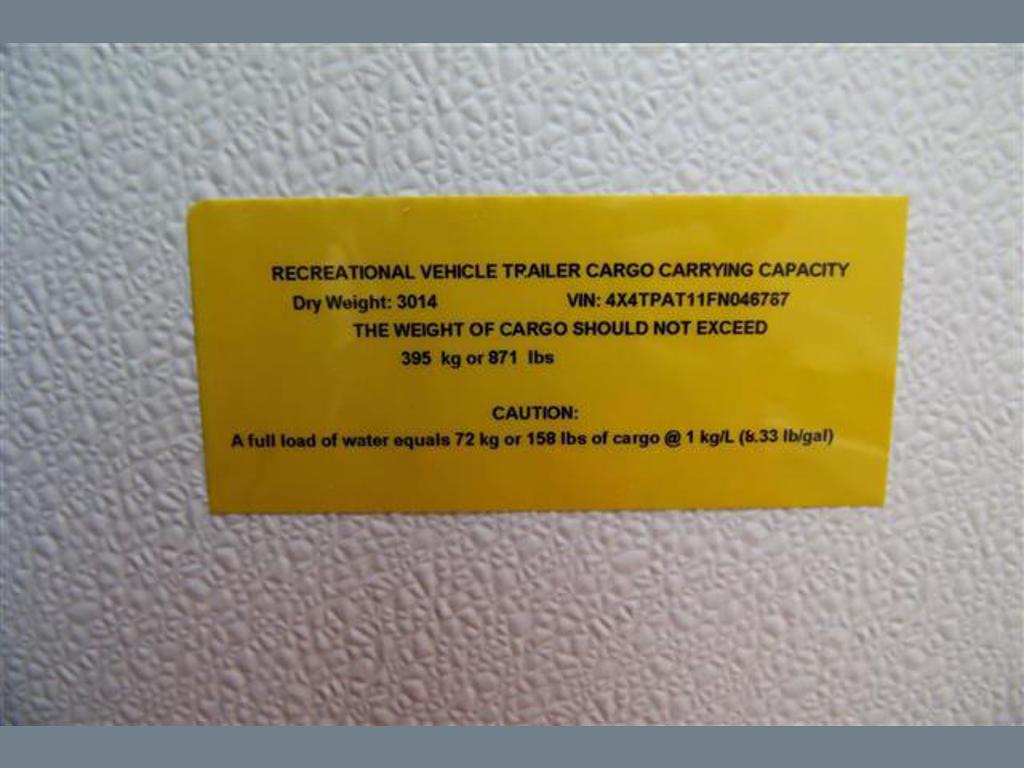 RECREATIONAL VEHICLE TRAILER CARGO CARRYING CAPACITY
Dry Weight: 3014 VIN: 4X4TPAT11FN046767
THE WEIGHT OF CARGO SHOULD NOT EXCEED
395 kg or 871 lbs
CAUTION:
A full load of water equals 72 kg or 158 lbs of cargo @ 1 kg/L (8.33 lb/gal)